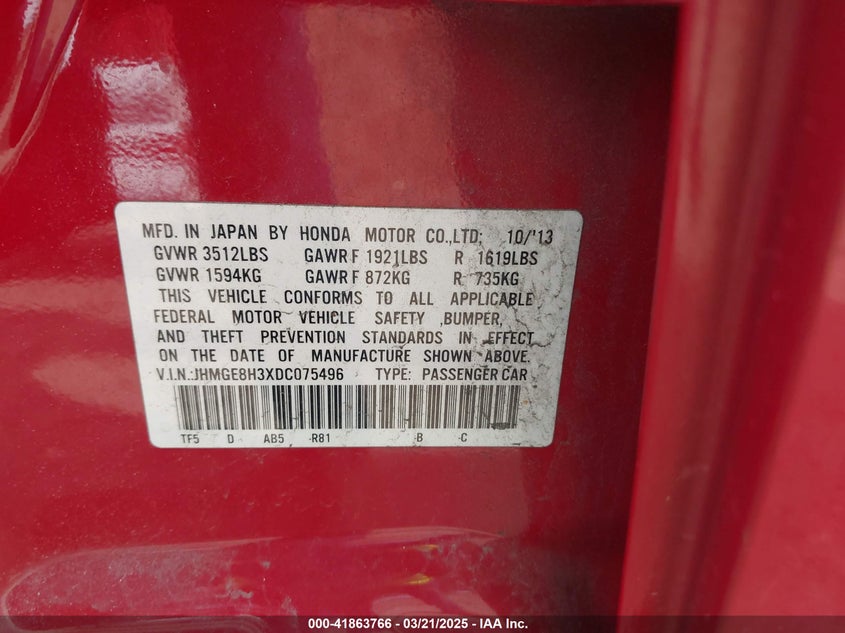 MFD. IN JAPAN BY HONDA MOTOR CO.,LTD; 10/'13
GVWR 3512LBS GAWR F 1921LBS R 1619LBS
GVWR 1594KG GAWR F 872KG R 735KG
THIS VEHICLE CONFORMS TO ALL APPLICABLE
FEDERAL MOTOR VEHICLE SAFETY ,BUMPER,
AND THEFT PREVENTION STANDARDS IN EFFECT
ON THE DATE OF MANUFACTURE SHOWN ABOVE.
V.I.N.:JHMGE8H3XDC075496 TYPE: PASSENGER CAR
TF5 D AB5 R81 B C
000-41863766 - 03/21/2025 - © IAA, Inc.